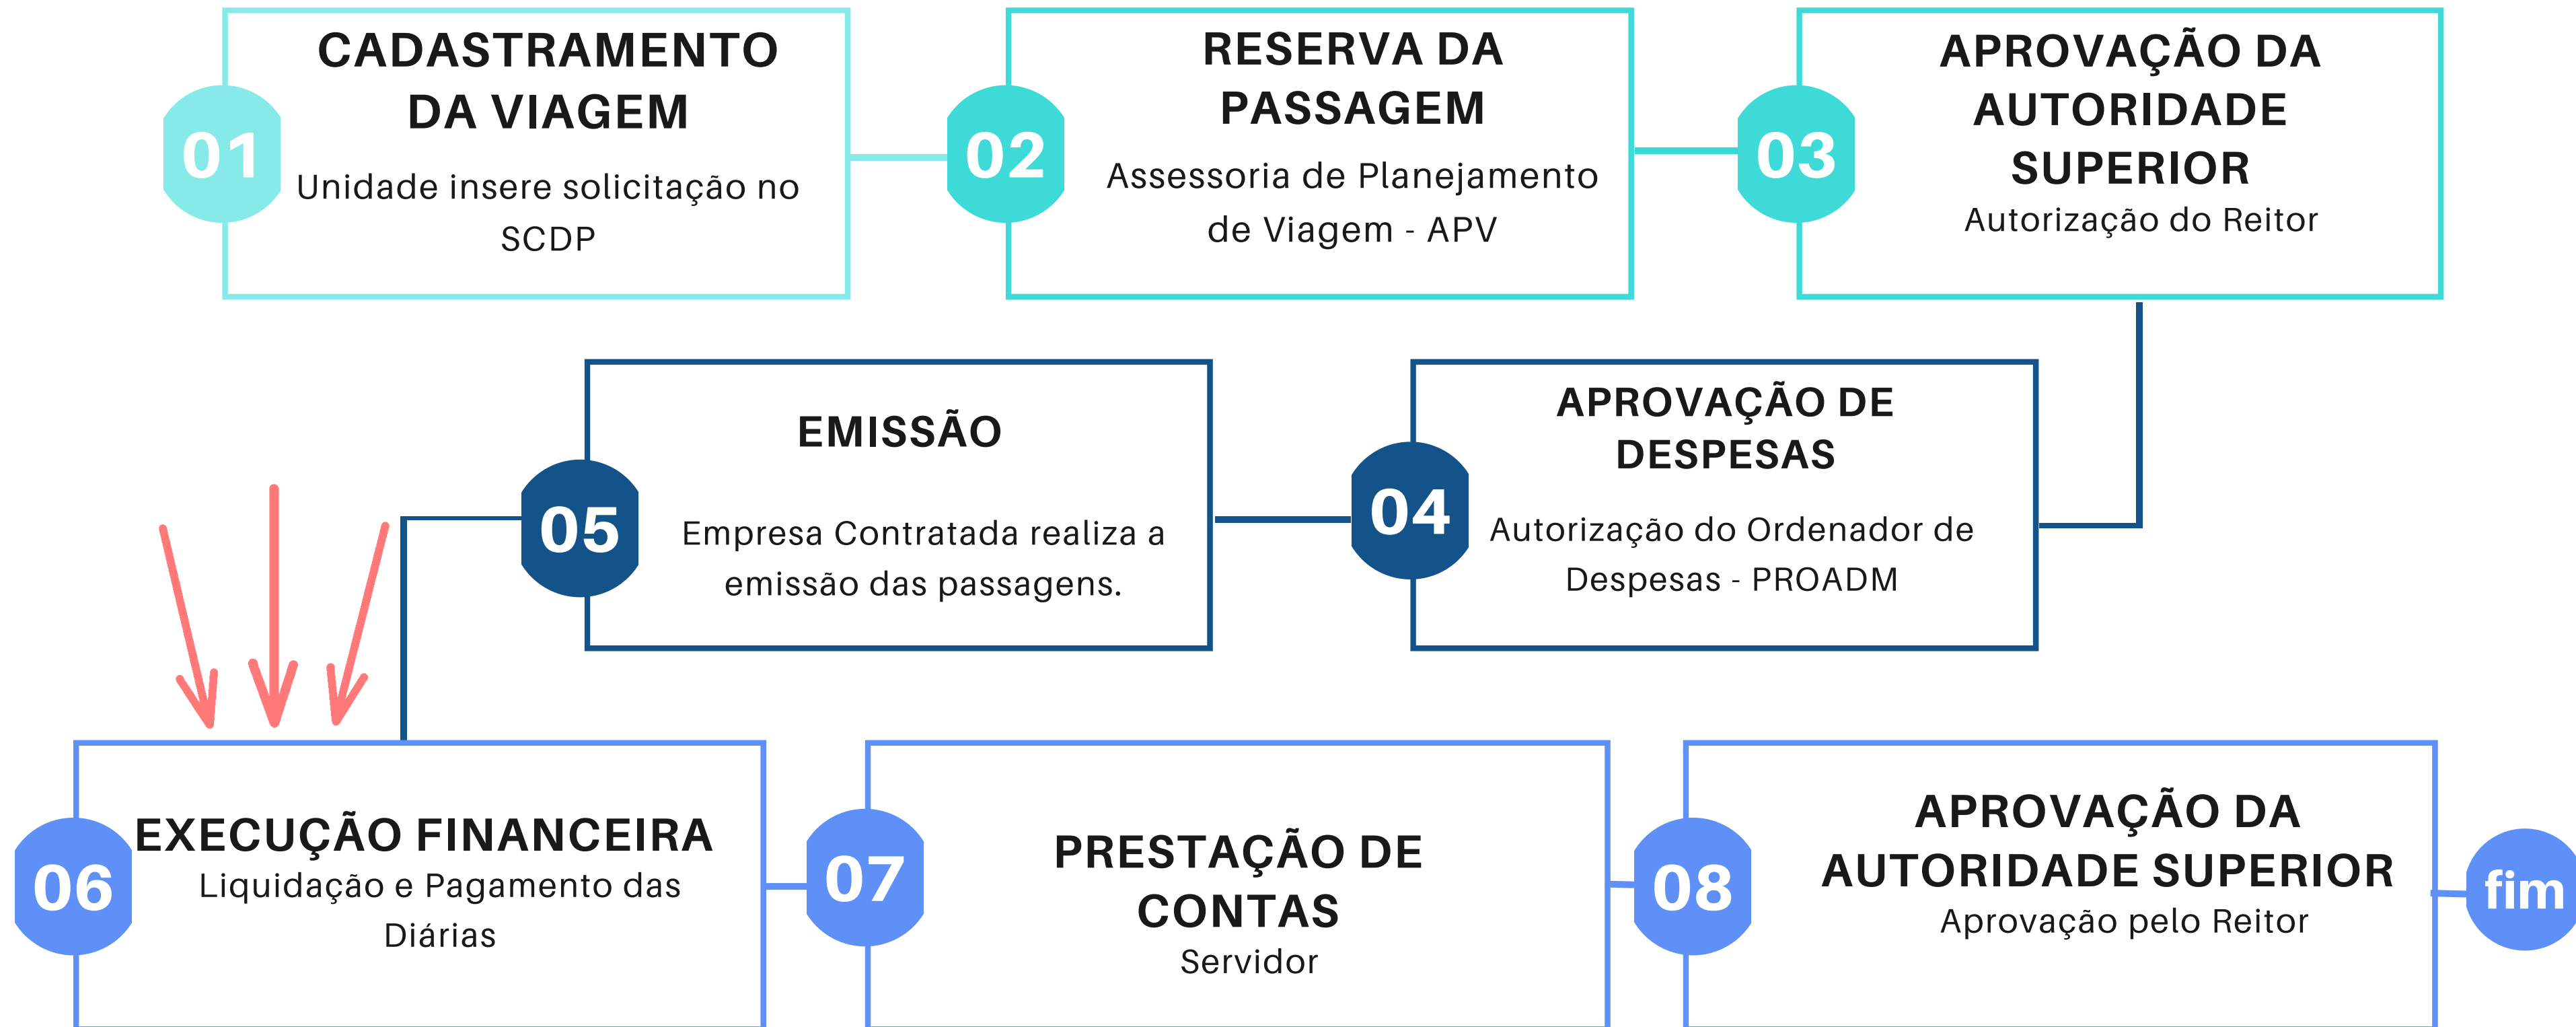 01
CADASTRAMENTO
DA VIAGEM
Unidade insere solicitação no
SCDP
02
RESERVA DA
PASSAGEM
Assessoria de Planejamento
de Viagem - APV
03
APROVAÇÃO DA
AUTORIDADE
SUPERIOR
Autorização do Reitor
04
APROVAÇÃO DE
DESPESAS
Autorização do Ordenador de
Despesas - PROADM
05
EMISSÃO
Empresa Contratada realiza a
emissão das passagens.
06
EXECUÇÃO FINANCEIRA
Liquidação e Pagamento das
Diárias
07
PRESTAÇÃO DE
CONTAS
Servidor
08
APROVAÇÃO DA
AUTORIDADE SUPERIOR
Aprovação pelo Reitor
fim